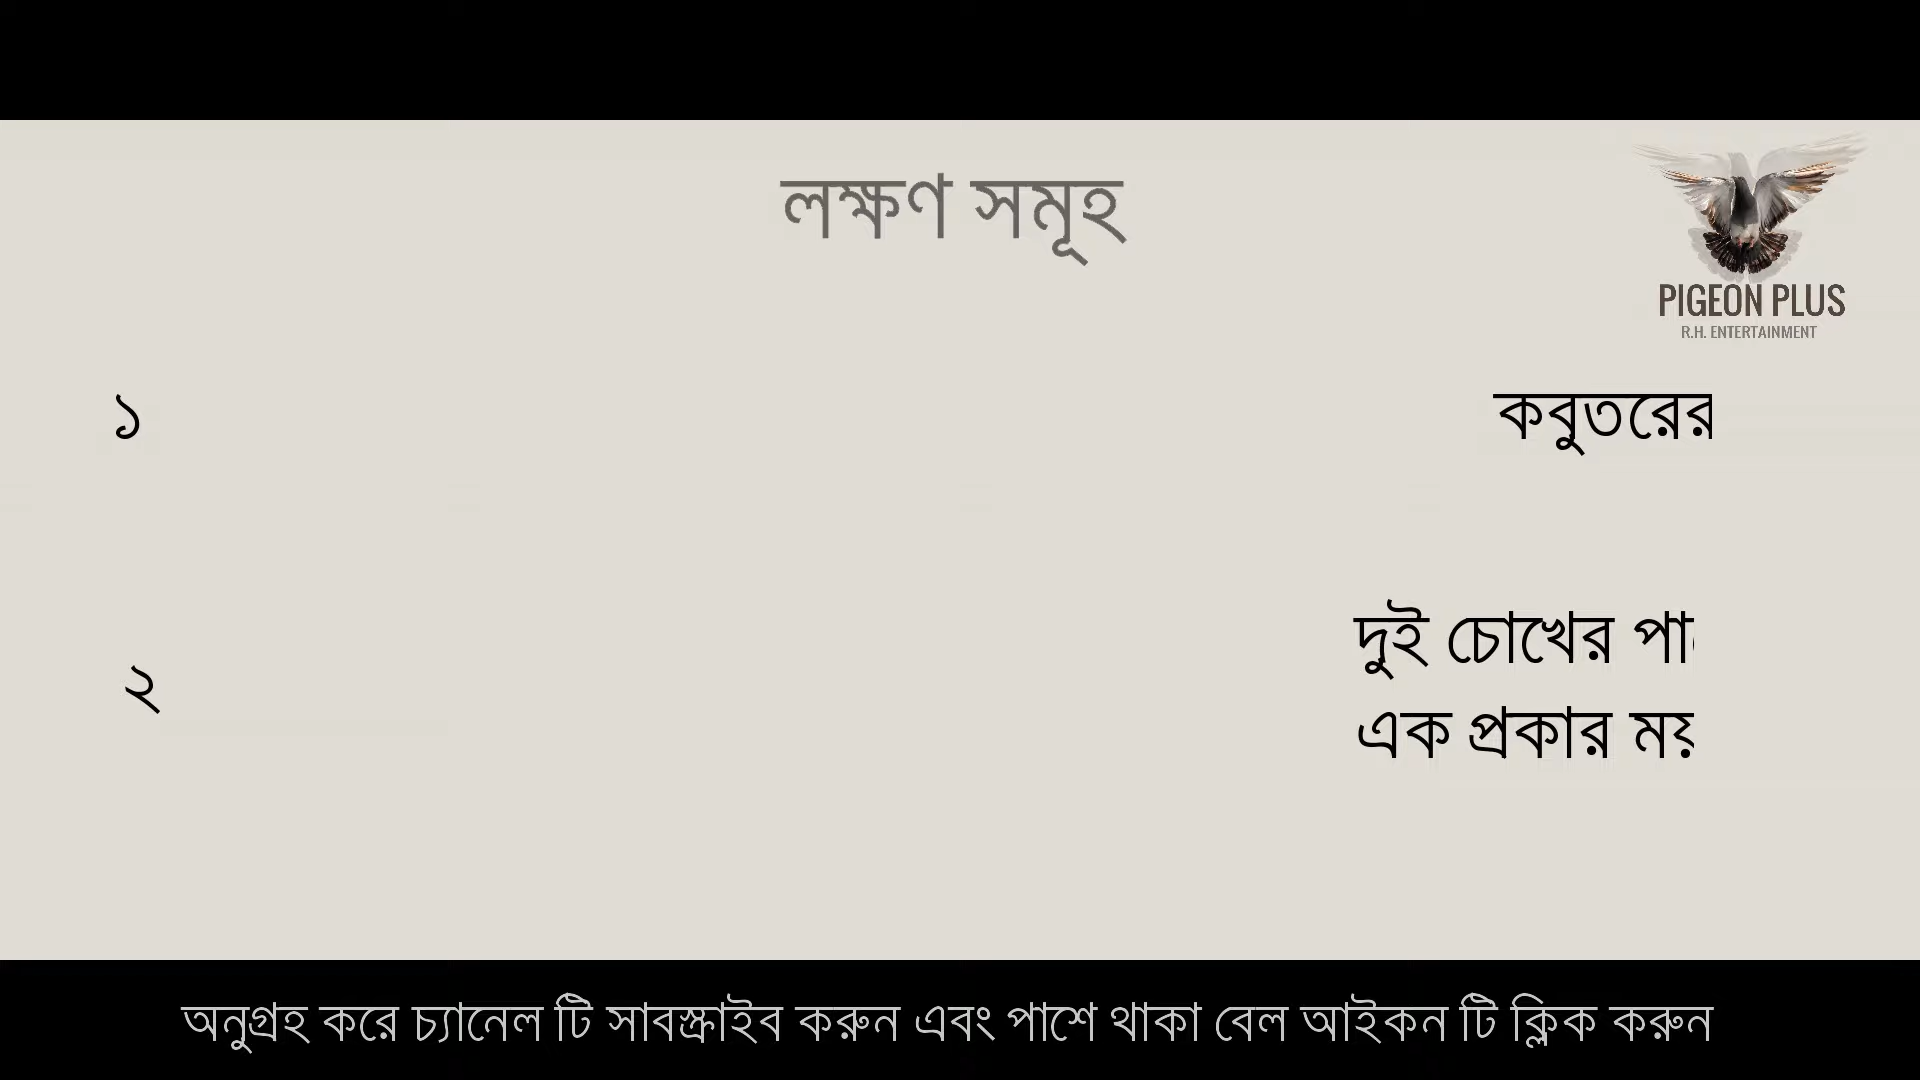 লক্ষণ সমূহ
PIGEON PLUS
R.H. ENTERTAINMENT
১
কবুতরের
২
দুই চোখের
এক প্রকার
অনুগ্রহ করে চ্যানেল টি সাবস্ক্রাইব করুন এবং পাশে থাকা বেল আইকন টি ক্লিক করুন